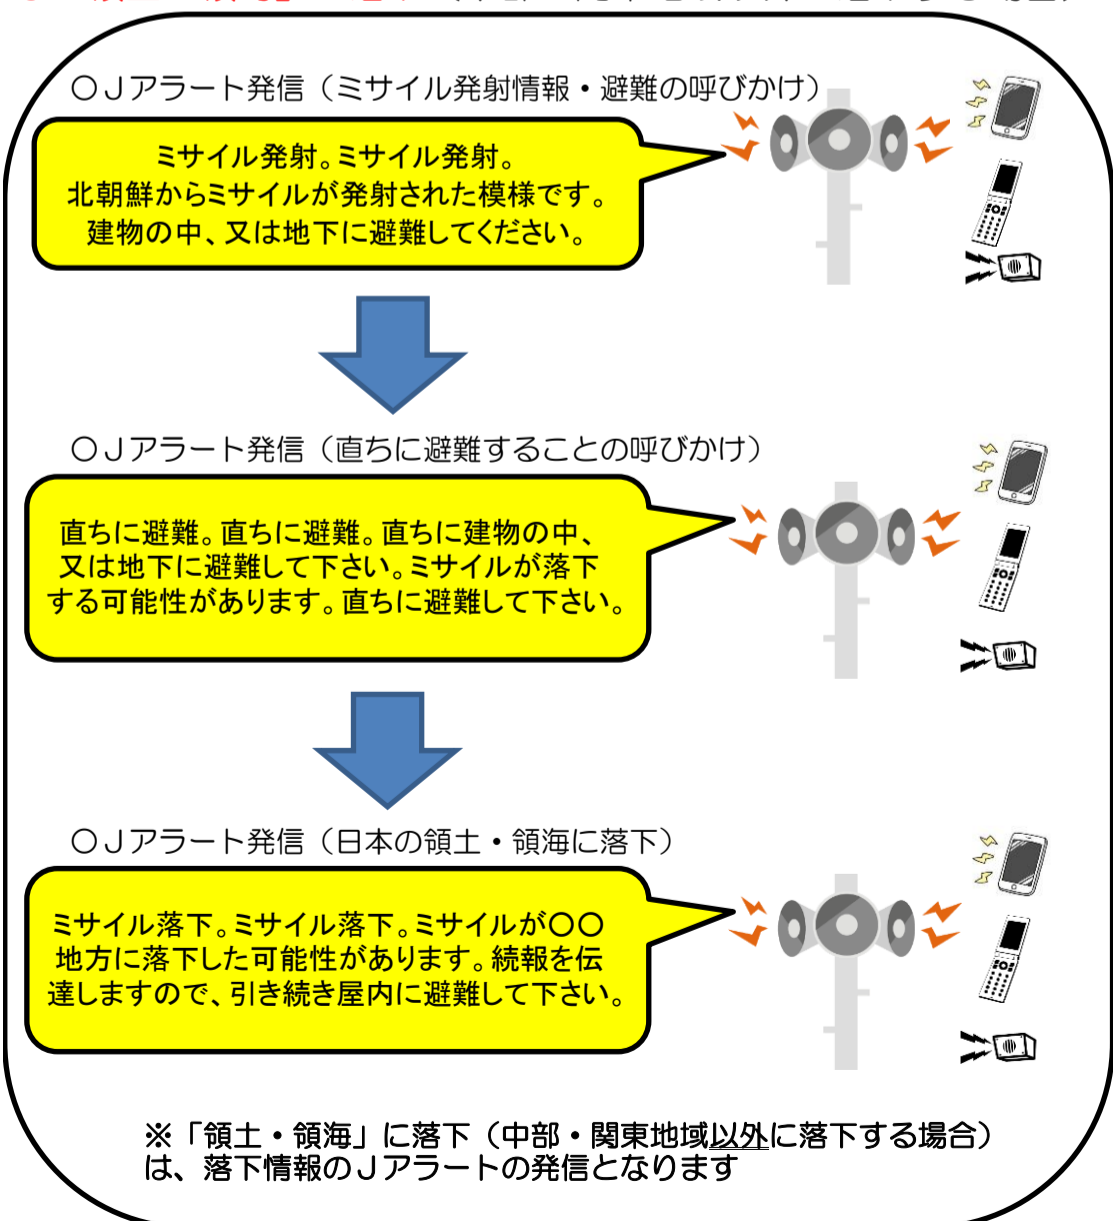 〇Jアラート発信（ミサイル発射情報・避難の呼びかけ）
ミサイル発射。ミサイル発射。
北朝鮮からミサイルが発射された模様です。
建物の中、又は地下に避難してください。
〇Jアラート発信（直ちに避難することの呼びかけ）
直ちに避難。直ちに避難。直ちに建物の中、
又は地下に避難して下さい。ミサイルが落下
する可能性があります。直ちに避難して下さい。
〇Jアラート発信（日本の領土・領海に落下）
ミサイル落下。ミサイル落下。ミサイルが〇〇
地方に落下した可能性があります。続報を伝
達しますので、引き続き屋内に避難して下さい。
※「領土・領海」に落下（中部・関東地域以外に落下する場合）
は、落下情報のJアラートの発信となります